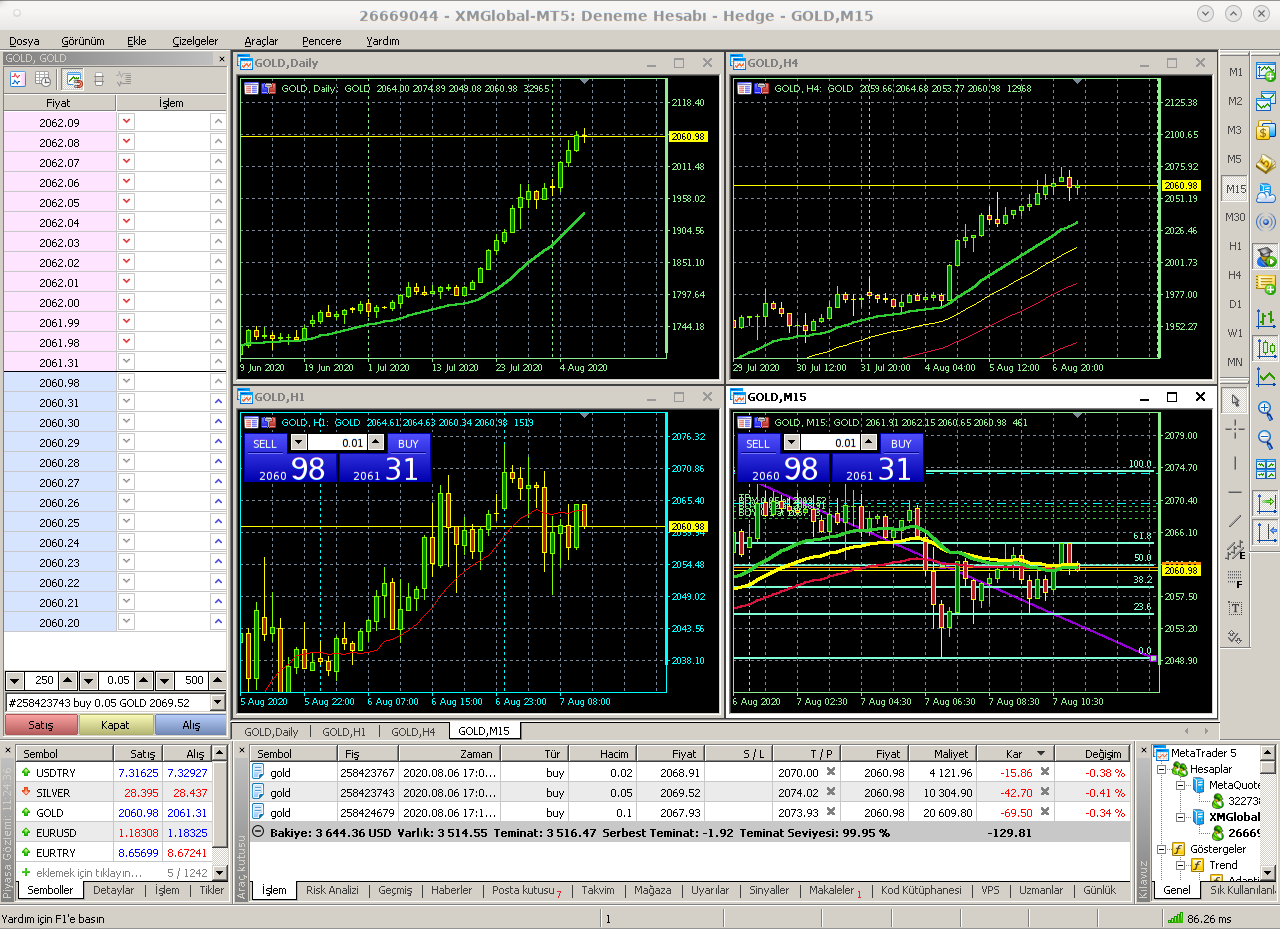 26669044 - XMGlobal-MT5: Deneme Hesabı - Hedge - GOLD,M15
Dosya Görünüm Ekle Çizelgeler Araçlar Pencere Yardım
GOLD, GOLD
Fiyat İşlem
2062.09
2062.08
2062.07
2062.06
2062.05
2062.04
2062.03
2062.02
2062.01
2062.00
2061.99
2061.98
2061.31
2060.98
2060.31
2060.30
2060.29
2060.28
2060.27
2060.26
2060.25
2060.24
2060.23
2060.22
2060.21
2060.20
250 0.05 500
#258423743 buy 0.05 GOLD 2069.52
Satış Kapat Alış
GOLD,Daily
GOLD, Daily: GOLD 2064.00 2074.89 2049.08 2060.98 32965
2118.40
2060.98
2011.48
1958.02
1904.56
1851.10
1797.64
1744.18
9 Jun 2020 19 Jun 2020 1 Jul 2020 13 Jul 2020 23 Jul 2020 4 Aug 2020
GOLD,H4
GOLD, H4: GOLD 2059.66 2064.68 2053.77 2060.98 12968
2125.38
2100.65
2075.92
2060.98
2051.19
2026.46
2001.73
1977.00
1952.27
29 Jul 2020 30 Jul 12:00 31 Jul 20:00 4 Aug 04:00 5 Aug 12:00 6 Aug 20:00
GOLD,H1
GOLD, H1: GOLD 2064.61 2064.63 2060.34 2060.98 1519
SELL 0.01 BUY
2060 98 2061 31
2076.32
2070.86
2065.40
2060.98
2059.94
2054.48
2049.02
2043.56
2038.10
5 Aug 2020 5 Aug 22:00 6 Aug 07:00 6 Aug 15:00 6 Aug 23:00 7 Aug 08:00
GOLD,M15
GOLD, M15: GOLD 2061.91 2062.15 2060.65 2060.98 461
SELL 0.01 BUY
2060 98 2061 31
100.0
61.8
50.0
38.2
23.6
0.0
2079.00
2074.70
2070.40
2066.10
2060.98
2057.50
2053.20
2048.90
6 Aug 2020 7 Aug 02:30 7 Aug 04:30 7 Aug 06:30 7 Aug 08:30 7 Aug 10:30
GOLD,Daily GOLD,H1 GOLD,H4 GOLD,M15
M1
M2
M3
M5
M15
M30
H1
H4
D1
W1
MN
E
F
T
Piyasa Gözlemi: 11:24:36
Sembol Satış Alış
USDTRY 7.31625 7.32927
SILVER 28.395 28.437
GOLD 2060.98 2061.31
EURUSD 1.18308 1.18325
EURTRY 8.65699 8.67241
eklemek için tıklayın... 5 / 1242
Semboller Detaylar İşlem Tikler
Araç kutusu
Sembol Fiş Zaman Tür Hacim Fiyat S / L T / P Fiyat Maliyet Kar Değişim
gold 258423767 2020.08.06 17:0... buy 0.02 2068.91 2070.00 2060.98 4 121.96 -15.86 -0.38 %
gold 258423743 2020.08.06 17:0... buy 0.05 2069.52 2074.02 2060.98 10 304.90 -42.70 -0.41 %
gold 258424679 2020.08.06 17:1... buy 0.1 2067.93 2073.93 2060.98 20 609.80 -69.50 -0.34 %
Bakiye: 3 644.36 USD Varlık: 3 514.55 Teminat: 3 516.47 Serbest Teminat: -1.92 Teminat Seviyesi: 99.95 % -129.81
İşlem Risk Analizi Geçmiş Haberler Posta kutusu 7 Takvim Mağaza Uyarılar Sinyaller Makaleler 1 Kod Kütüphanesi VPS Uzmanlar Günlük
Kılavuz
MetaTrader 5
Hesaplar
MetaQuote
32273
XMGlobal
26669
Göstergeler
Trend
Adaptiv
Genel Sık Kullanılanl
Yardım için F1'e basın 1 86.26 ms